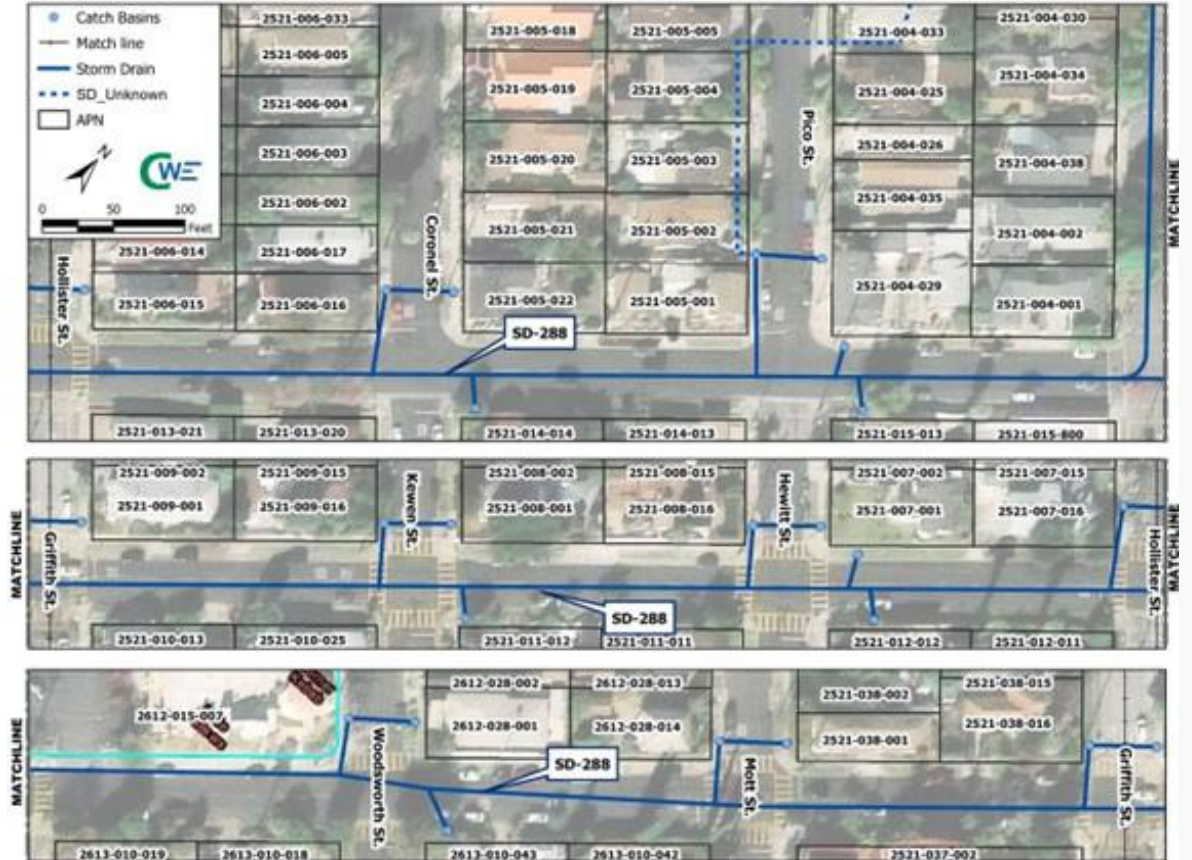 Catch Basins
Match line
Storm Drain
SD_Unknown
APN
N
CWE
0 50 100
Feet
2521-006-033
2521-006-005
2521-006-004
2521-006-003
2521-006-002
2521-006-014 2521-006-017
2521-006-015 2521-006-016
Hollister St.
Coronel St.
2521-005-018 2521-005-005
2521-005-019 2521-005-004
2521-005-020 2521-005-003
2521-005-021 2521-005-002
2521-005-022 2521-005-001
Pico St.
2521-004-033 2521-004-030
2521-004-025 2521-004-034
2521-004-026 2521-004-038
2521-004-035
2521-004-002
2521-004-029
2521-004-001
MATCHLINE
SD-288
2521-013-021 2521-013-020 2521-014-014 2521-014-013 2521-015-013 2521-015-800
MATCHLINE
Griffith St.
2521-009-002 2521-009-015
2521-009-001 2521-009-016
Kewen St.
2521-008-002 2521-008-015
2521-008-001 2521-008-016
Hewitt St.
2521-007-002 2521-007-015
2521-007-001 2521-007-016
Hollister St.
MATCHLINE
SD-288
2521-010-013 2521-010-025 2521-011-012 2521-011-011 2521-012-012 2521-012-011
MATCHLINE
2612-015-007
Woodsworth St.
2612-028-002 2612-028-013
2612-028-001 2612-028-014
Mott St.
2521-038-002 2521-038-015
2521-038-001 2521-038-016
Griffith St.
SD-288
2613-010-019 2613-010-018 2613-010-043 2613-010-042 2521-037-002